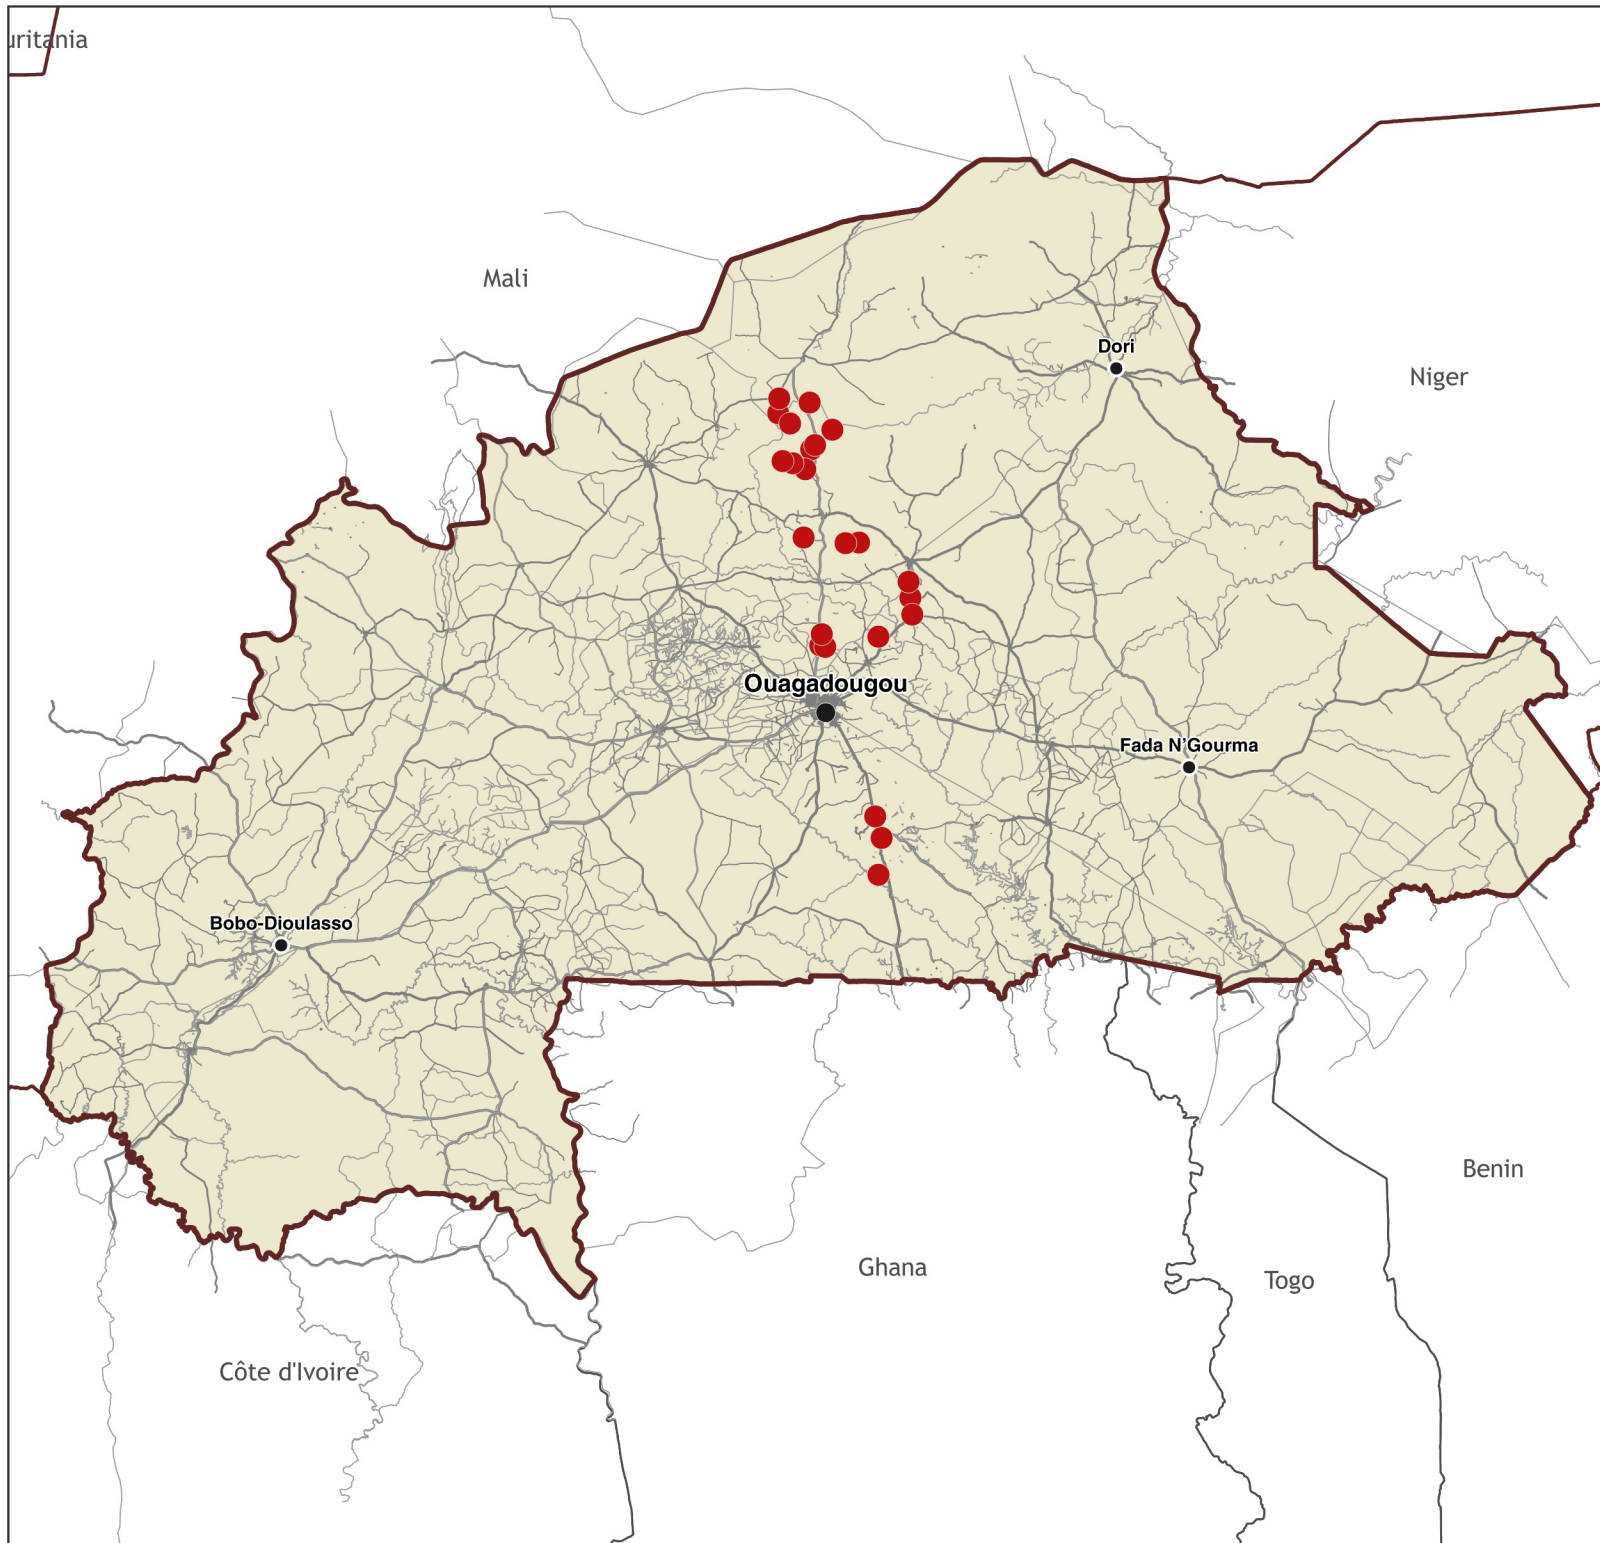 uritania
Mali
Dori
Niger
Ouagadougou
Fada N'Gourma
Bobo-Dioulasso
Benin
Ghana
Togo
Côte d'Ivoire